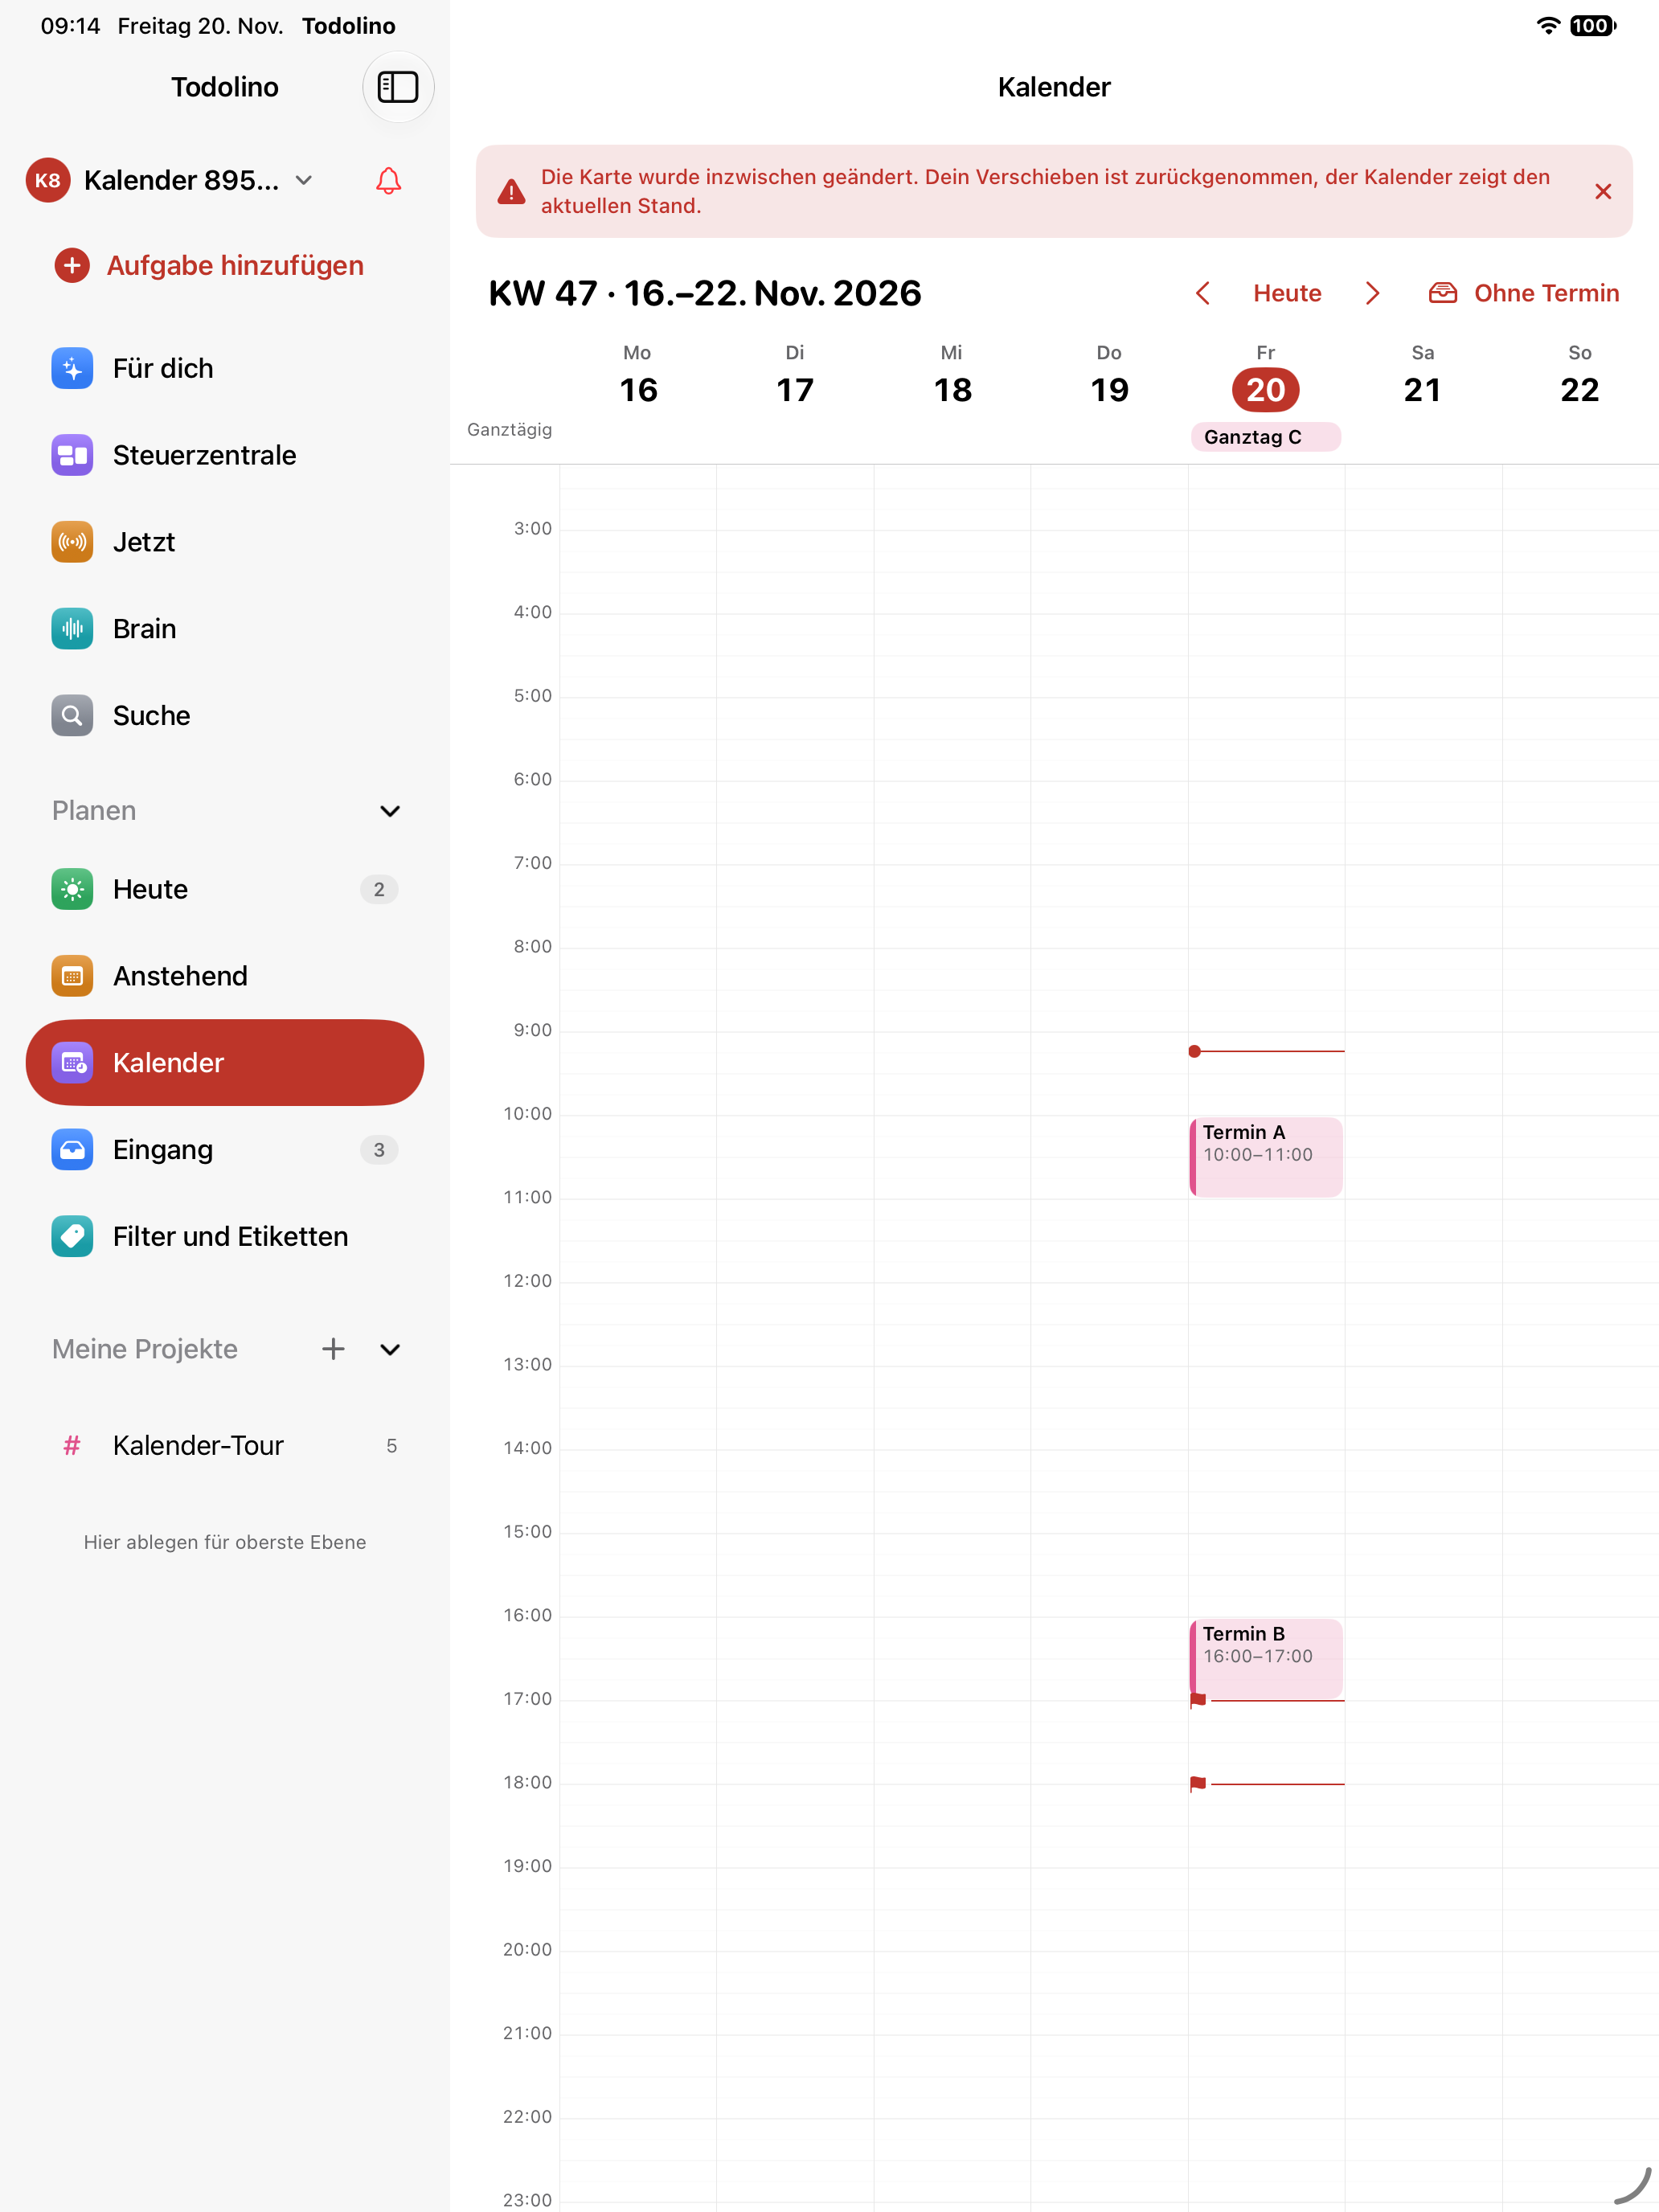 09:14 Freitag 20. Nov. Todolino
100
Todolino
K8 Kalender 895...
Aufgabe hinzufügen
Für dich
Steuerzentrale
Jetzt
Brain
Suche
Planen
Heute 2
Anstehend
Kalender
Eingang 3
Filter und Etiketten
Meine Projekte
# Kalender-Tour 5
Hier ablegen für oberste Ebene
Kalender
Die Karte wurde inzwischen geändert. Dein Verschieben ist zurückgenommen, der Kalender zeigt den
aktuellen Stand.
KW 47 · 16.–22. Nov. 2026
Heute
Ohne Termin
Mo Di Mi Do Fr Sa So
16 17 18 19 20 21 22
Ganztägig
Ganztag C
3:00
4:00
5:00
6:00
7:00
8:00
9:00
10:00
Termin A
10:00–11:00
11:00
12:00
13:00
14:00
15:00
16:00
Termin B
16:00–17:00
17:00
18:00
19:00
20:00
21:00
22:00
23:00